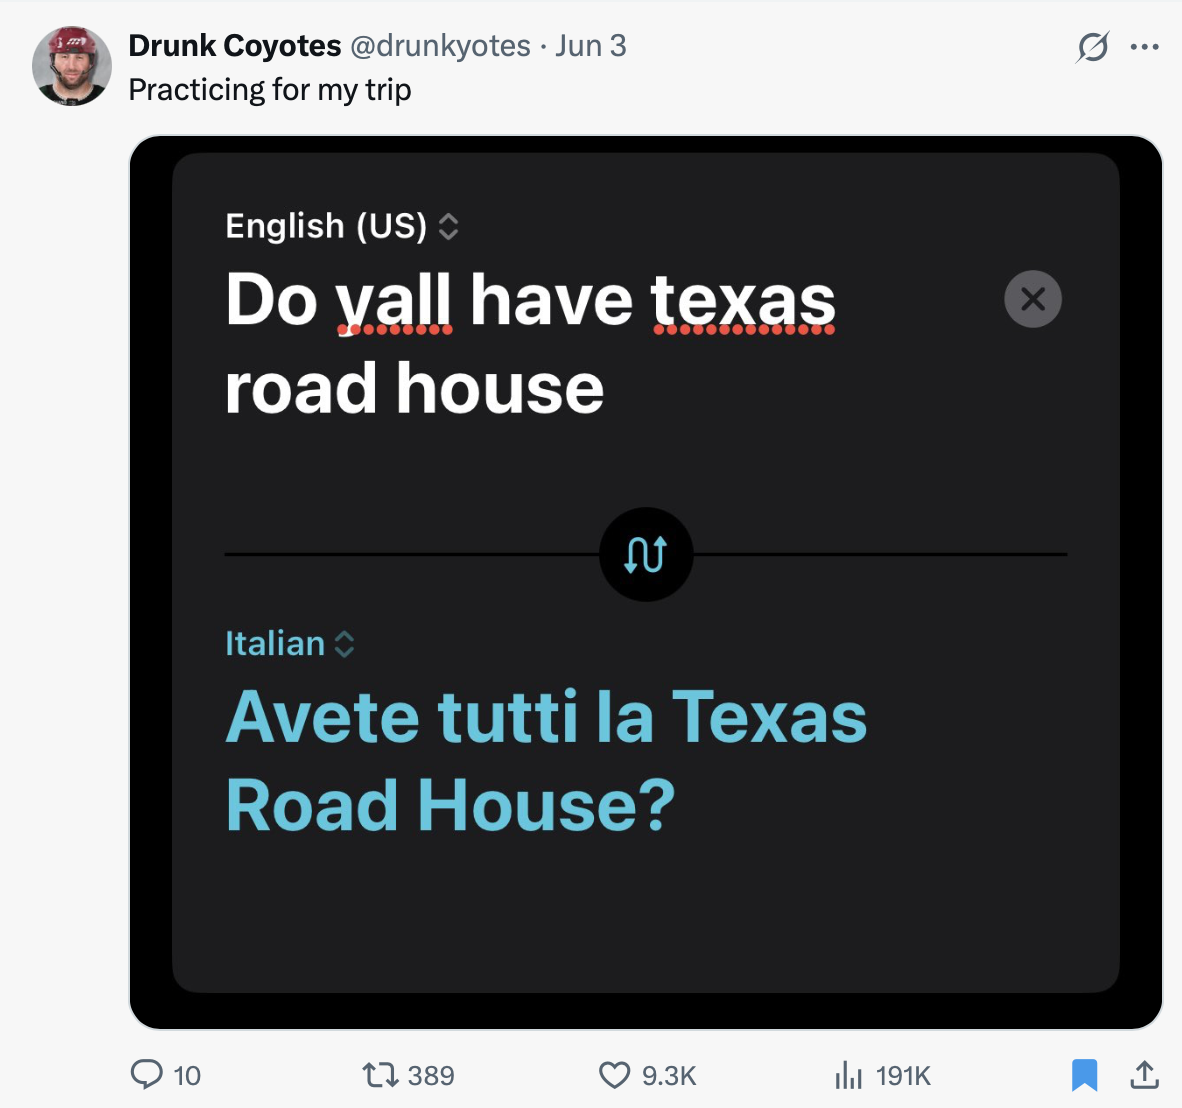 Drunk Coyotes @drunkyotes · Jun 3
Practicing for my trip
English (US)
Do yall have texas
road house
Italian
Avete tutti la Texas
Road House?
10 389 9.3K 191K